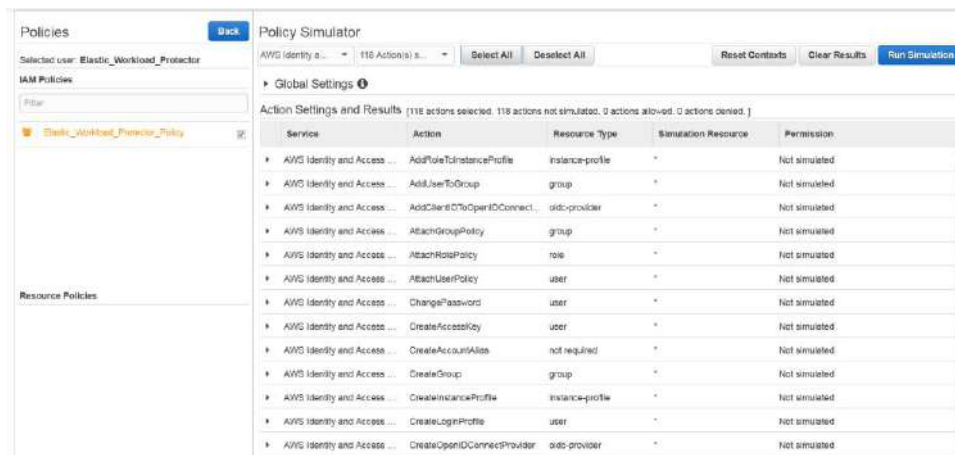 Policies
Back
Selected user: Elastic_Workload_Protector
IAM Policies
Filter
Elastic_Workload_Protector_Policy
Resource Policies
Policy Simulator
AWS Identity a... 118 Action(s) s... Select All Deselect All Reset Contexts Clear Results Run Simulation
Global Settings
Action Settings and Results [118 actions selected. 118 actions not simulated. 0 actions allowed. 0 actions denied. ]
Service Action Resource Type Simulation Resource Permission
AWS Identity and Access ... AddRoleToInstanceProfile instance-profile * Not simulated
AWS Identity and Access ... AddUserToGroup group * Not simulated
AWS Identity and Access ... AddClientIDToOpenIDConnect... oidc-provider * Not simulated
AWS Identity and Access ... AttachGroupPolicy group * Not simulated
AWS Identity and Access ... AttachRolePolicy role * Not simulated
AWS Identity and Access ... AttachUserPolicy user * Not simulated
AWS Identity and Access ... ChangePassword user * Not simulated
AWS Identity and Access ... CreateAccessKey user * Not simulated
AWS Identity and Access ... CreateAccountAlias not required * Not simulated
AWS Identity and Access ... CreateGroup group * Not simulated
AWS Identity and Access ... CreateInstanceProfile instance-profile * Not simulated
AWS Identity and Access ... CreateLoginProfile user * Not simulated
AWS Identity and Access ... CreateOpenIDConnectProvider oidc-provider * Not simulated